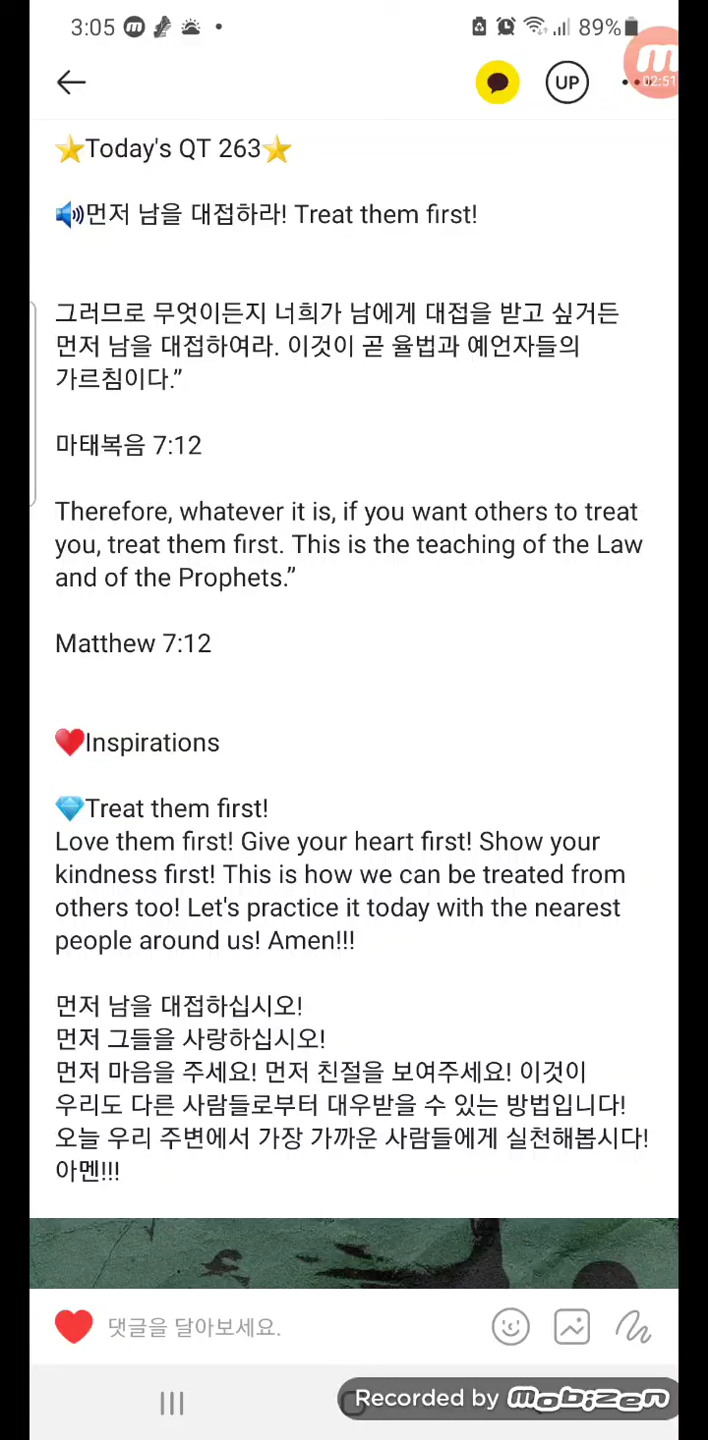 3:05
89%
UP
02:51
Today's QT 263
먼저 남을 대접하라! Treat them first!
그러므로 무엇이든지 너희가 남에게 대접을 받고 싶거든
먼저 남을 대접하여라. 이것이 곧 율법과 예언자들의
가르침이다.”
마태복음 7:12
Therefore, whatever it is, if you want others to treat
you, treat them first. This is the teaching of the Law
and of the Prophets.”
Matthew 7:12
Inspirations
Treat them first!
Love them first! Give your heart first! Show your
kindness first! This is how we can be treated from
others too! Let's practice it today with the nearest
people around us! Amen!!!
먼저 남을 대접하십시오!
먼저 그들을 사랑하십시오!
먼저 마음을 주세요! 먼저 친절을 보여주세요! 이것이
우리도 다른 사람들로부터 대우받을 수 있는 방법입니다!
오늘 우리 주변에서 가장 가까운 사람들에게 실천해봅시다!
아멘!!!
댓글을 달아보세요.
Recorded by mobizen